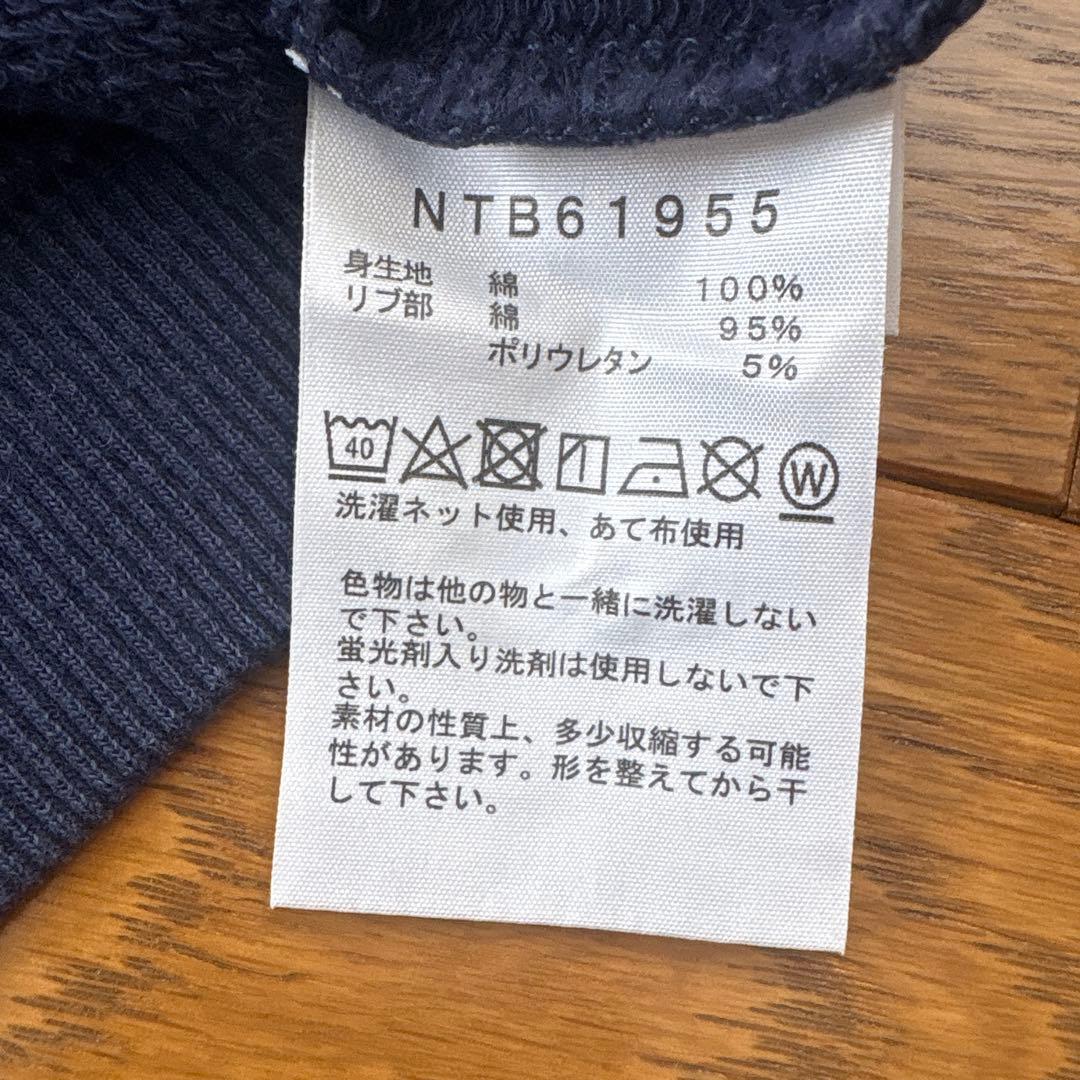 NTB61955
身生地 綿 100%
リブ部 綿 95%
ポリウレタン 5%
40 W
洗濯ネット使用、あて布使用
色物は他の物と一緒に洗濯しない
で下さい。
蛍光剤入り洗剤は使用しないで下
さい。
素材の性質上、多少収縮する可能
性があります。形を整えてから干
して下さい。